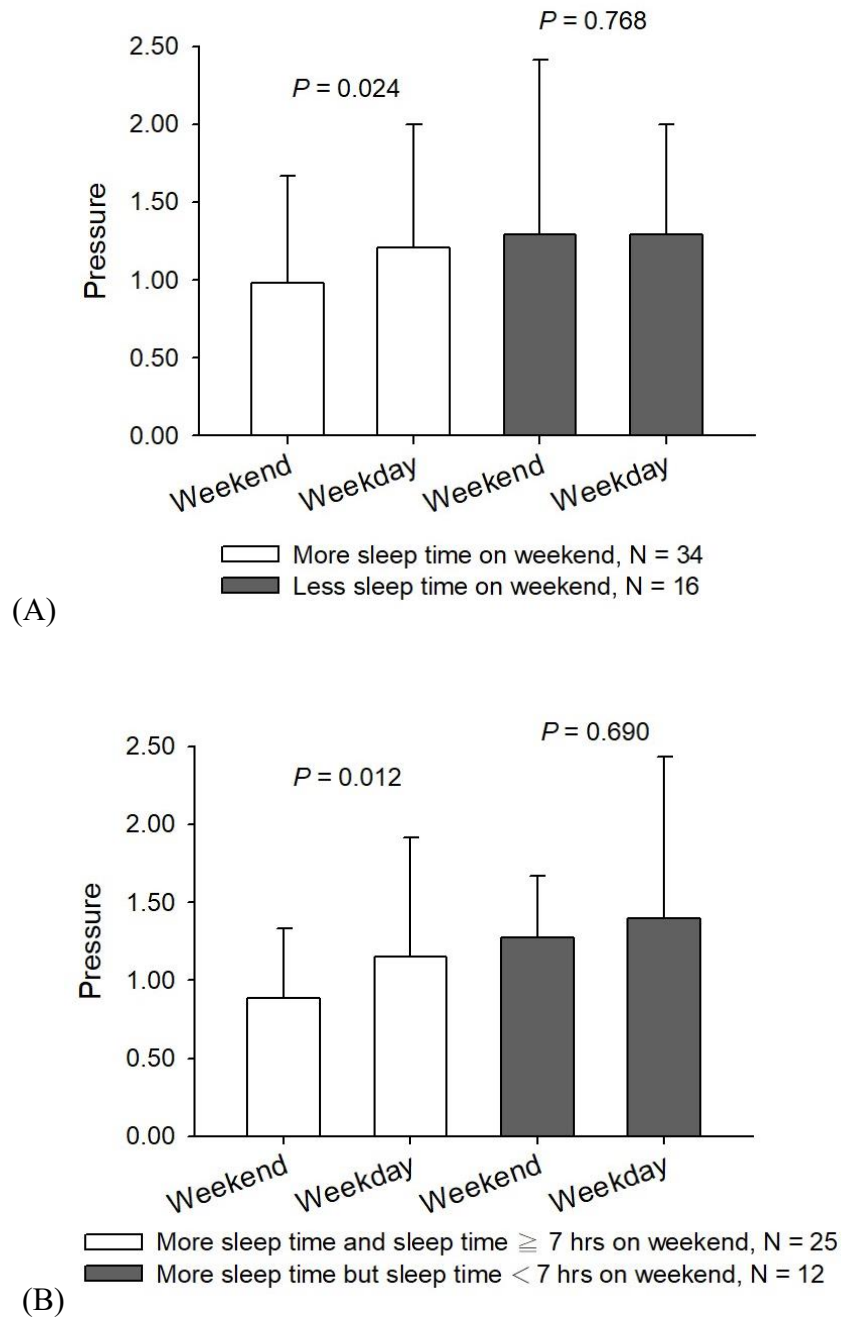 P = 0.768
2.50
P = 0.024
2.00
1.50
Pressure
1.00
0.50
0.00
Weekend Weekday Weekend Weekday
More sleep time on weekend, N = 34
Less sleep time on weekend, N = 16
(A)
P = 0.690
2.50
P = 0.012
2.00
1.50
Pressure
1.00
0.50
0.00
Weekend Weekday Weekend Weekday
More sleep time and sleep time ≧ 7 hrs on weekend, N = 25
More sleep time but sleep time < 7 hrs on weekend, N = 12
(B)